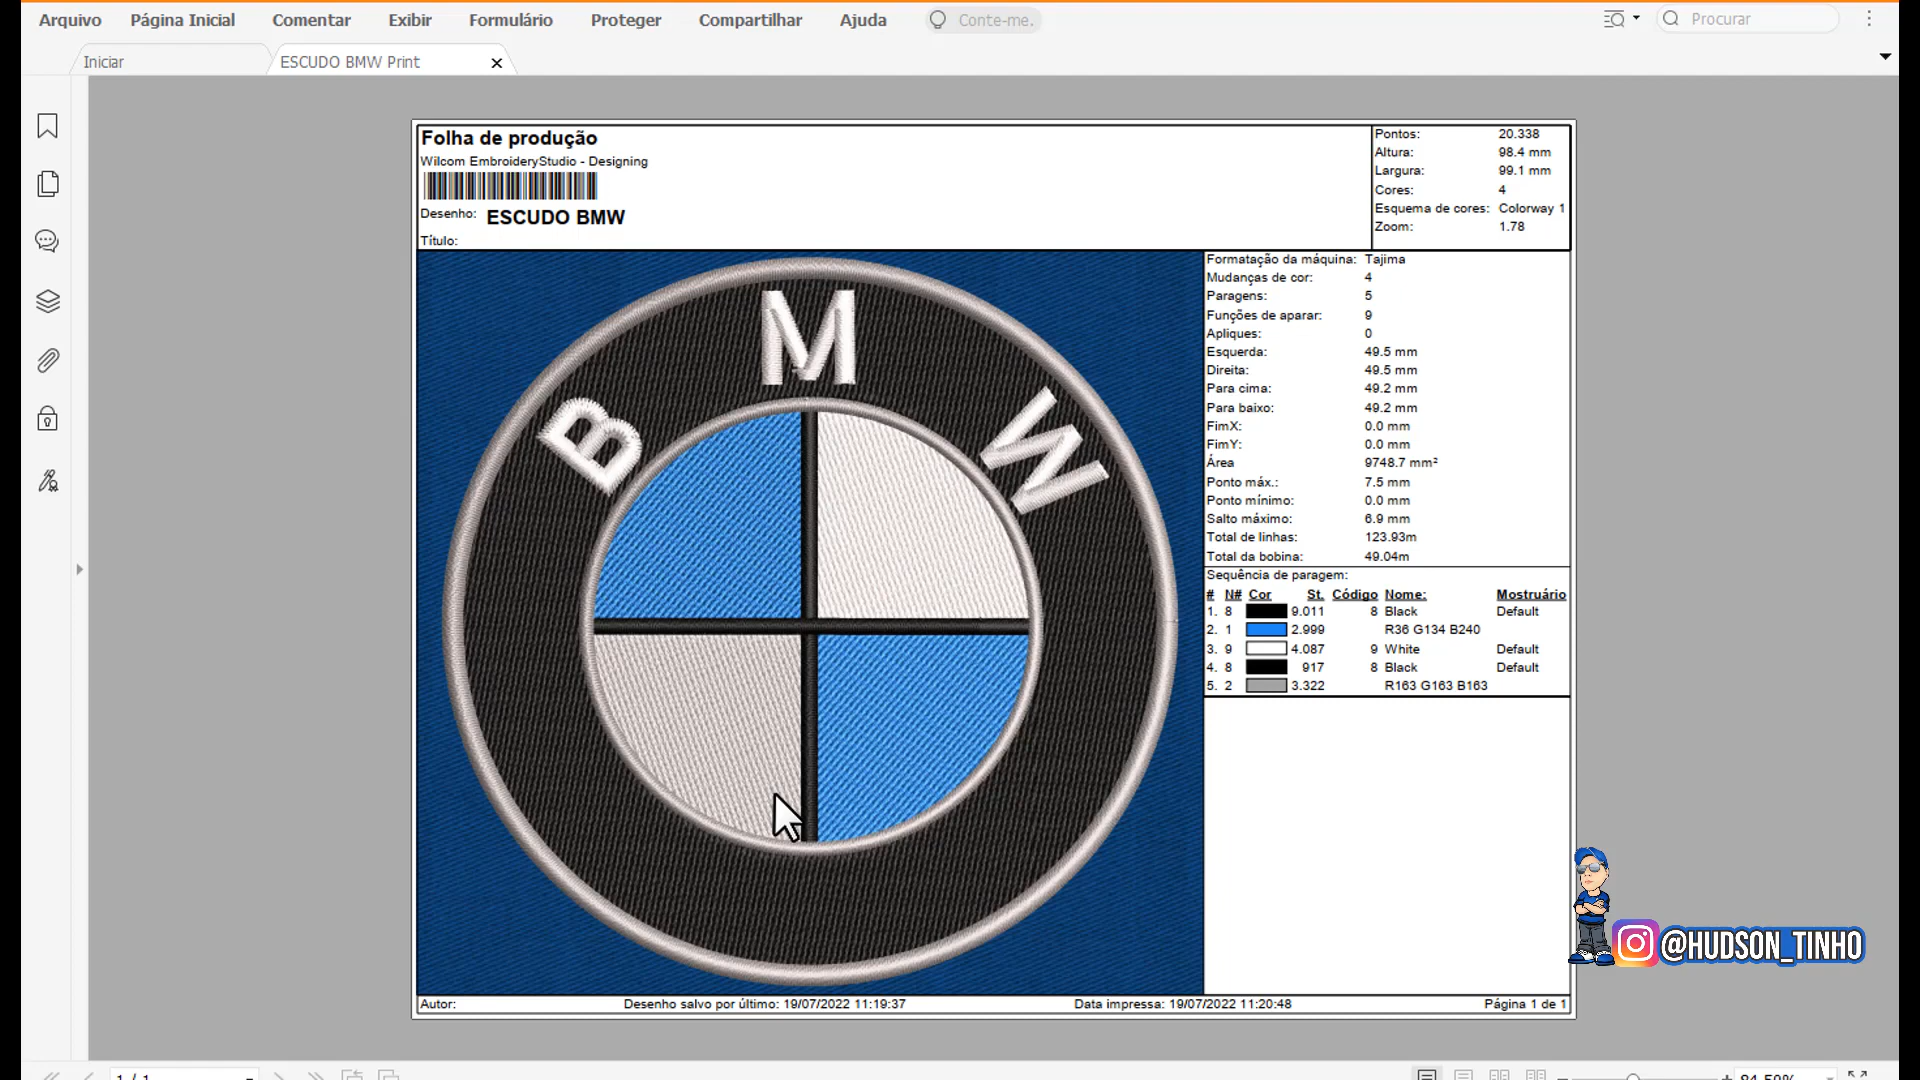 Arquivo Página Inicial Comentar Exibir Formulário Proteger Compartilhar Ajuda Conte-me. Procurar
Iniciar ESCUDO BMW Print
Folha de produção
Wilcom EmbroideryStudio - Designing
Desenho: ESCUDO BMW
Título:
Pontos: 20.338
Altura: 98.4 mm
Largura: 99.1 mm
Cores: 4
Esquema de cores: Colorway 1
Zoom: 1.78
B M W
Formatação da máquina: Tajima
Mudanças de cor: 4
Paragens: 5
Funções de aparar: 9
Apliques: 0
Esquerda: 49.5 mm
Direita: 49.5 mm
Para cima: 49.2 mm
Para baixo: 49.2 mm
FimX: 0.0 mm
FimY: 0.0 mm
Área 9748.7 mm²
Ponto máx.: 7.5 mm
Ponto mínimo: 0.0 mm
Salto máximo: 6.9 mm
Total de linhas: 123.93m
Total da bobina: 49.04m
Sequência de paragem:
# N# Cor St. Código Nome: Mostruário
1. 8 9.011 8 Black Default
2. 1 2.999 R36 G134 B240
3. 9 4.087 9 White Default
4. 8 917 8 Black Default
5. 2 3.322 R163 G163 B163
@HUDSON_TINHO
Autor: Desenho salvo por último: 19/07/2022 11:19:37 Data impressa: 19/07/2022 11:20:48 Página 1 de 1
1 / 1 84.50%